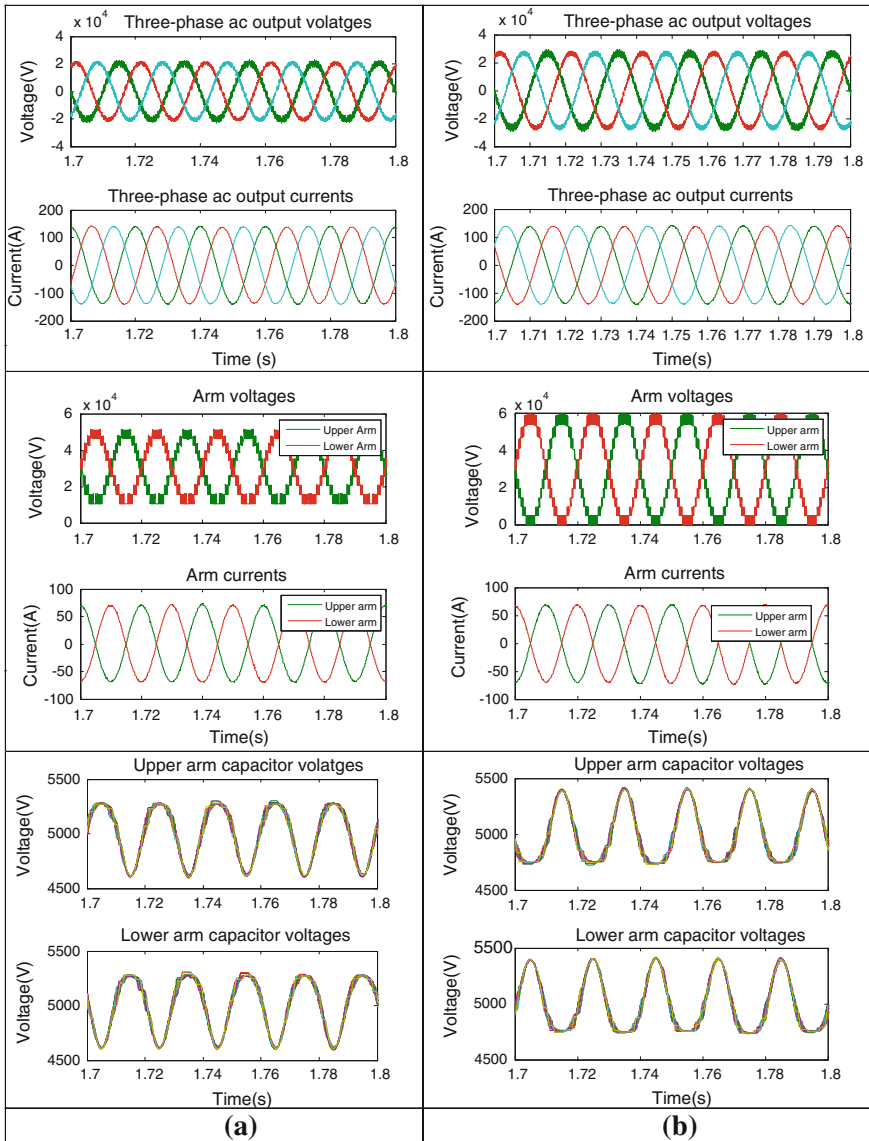 Three-phase ac output volatges
x 10^4
4
2
0
-2
-4
Voltage(V)
1.7 1.72 1.74 1.76 1.78 1.8
Three-phase ac output currents
200
100
0
-100
-200
Current(A)
1.7 1.72 1.74 1.76 1.78 1.8
Time (s)
Arm voltages
x 10^4
6
4
2
0
Voltage(V)
Upper Arm
Lower Arm
1.7 1.72 1.74 1.76 1.78 1.8
Arm currents
100
50
0
-50
-100
Current(A)
Upper arm
Lower arm
1.7 1.72 1.74 1.76 1.78 1.8
Time(s)
Upper arm capacitor volatges
5500
5000
4500
Voltage(V)
1.7 1.72 1.74 1.76 1.78 1.8
Lower arm capacitor voltages
5500
5000
4500
Voltage(V)
1.7 1.72 1.74 1.76 1.78 1.8
Time(s)
(a)
Three-phase ac output voltages
x 10^4
4
2
0
-2
-4
Voltage(V)
1.7 1.71 1.72 1.73 1.74 1.75 1.76 1.77 1.78 1.79 1.8
Three-phase ac output currents
200
100
0
-100
-200
Current(A)
1.7 1.71 1.72 1.73 1.74 1.75 1.76 1.77 1.78 1.79 1.8
Time(s)
Arm voltages
x 10^4
6
4
2
0
Voltage(V)
Upper arm
Lower arm
1.7 1.72 1.74 1.76 1.78 1.8
Arm currents
100
50
0
-50
-100
Current(A)
Upper arm
Lower arm
1.7 1.72 1.74 1.76 1.78 1.8
Time(s)
Upper arm capacitor voltages
5500
5000
4500
Voltage(V)
1.7 1.72 1.74 1.76 1.78 1.8
Lower arm capacitor voltages
5500
5000
4500
Voltage(V)
1.7 1.72 1.74 1.76 1.78 1.8
Time(s)
(b)